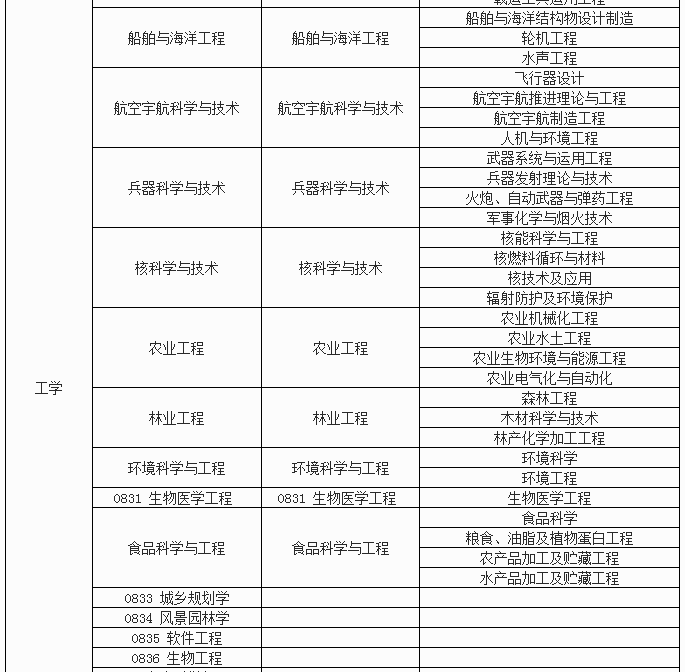 载运工具运用工程
船舶与海洋工程 船舶与海洋工程 船舶与海洋结构物设计制造
轮机工程
水声工程
航空宇航科学与技术 航空宇航科学与技术 飞行器设计
航空宇航推进理论与工程
航空宇航制造工程
人机与环境工程
兵器科学与技术 兵器科学与技术 武器系统与运用工程
兵器发射理论与技术
火炮、自动武器与弹药工程
军事化学与烟火技术
核科学与技术 核科学与技术 核能科学与工程
核燃料循环与材料
核技术及应用
辐射防护及环境保护
工学
农业工程 农业工程 农业机械化工程
农业水土工程
农业生物环境与能源工程
农业电气化与自动化
林业工程 林业工程 森林工程
木材科学与技术
林产化学加工工程
环境科学与工程 环境科学与工程 环境科学
环境工程
0831 生物医学工程 0831 生物医学工程 生物医学工程
食品科学与工程 食品科学与工程 食品科学
粮食、油脂及植物蛋白工程
农产品加工及贮藏工程
水产品加工及贮藏工程
0833 城乡规划学
0834 风景园林学
0835 软件工程
0836 生物工程